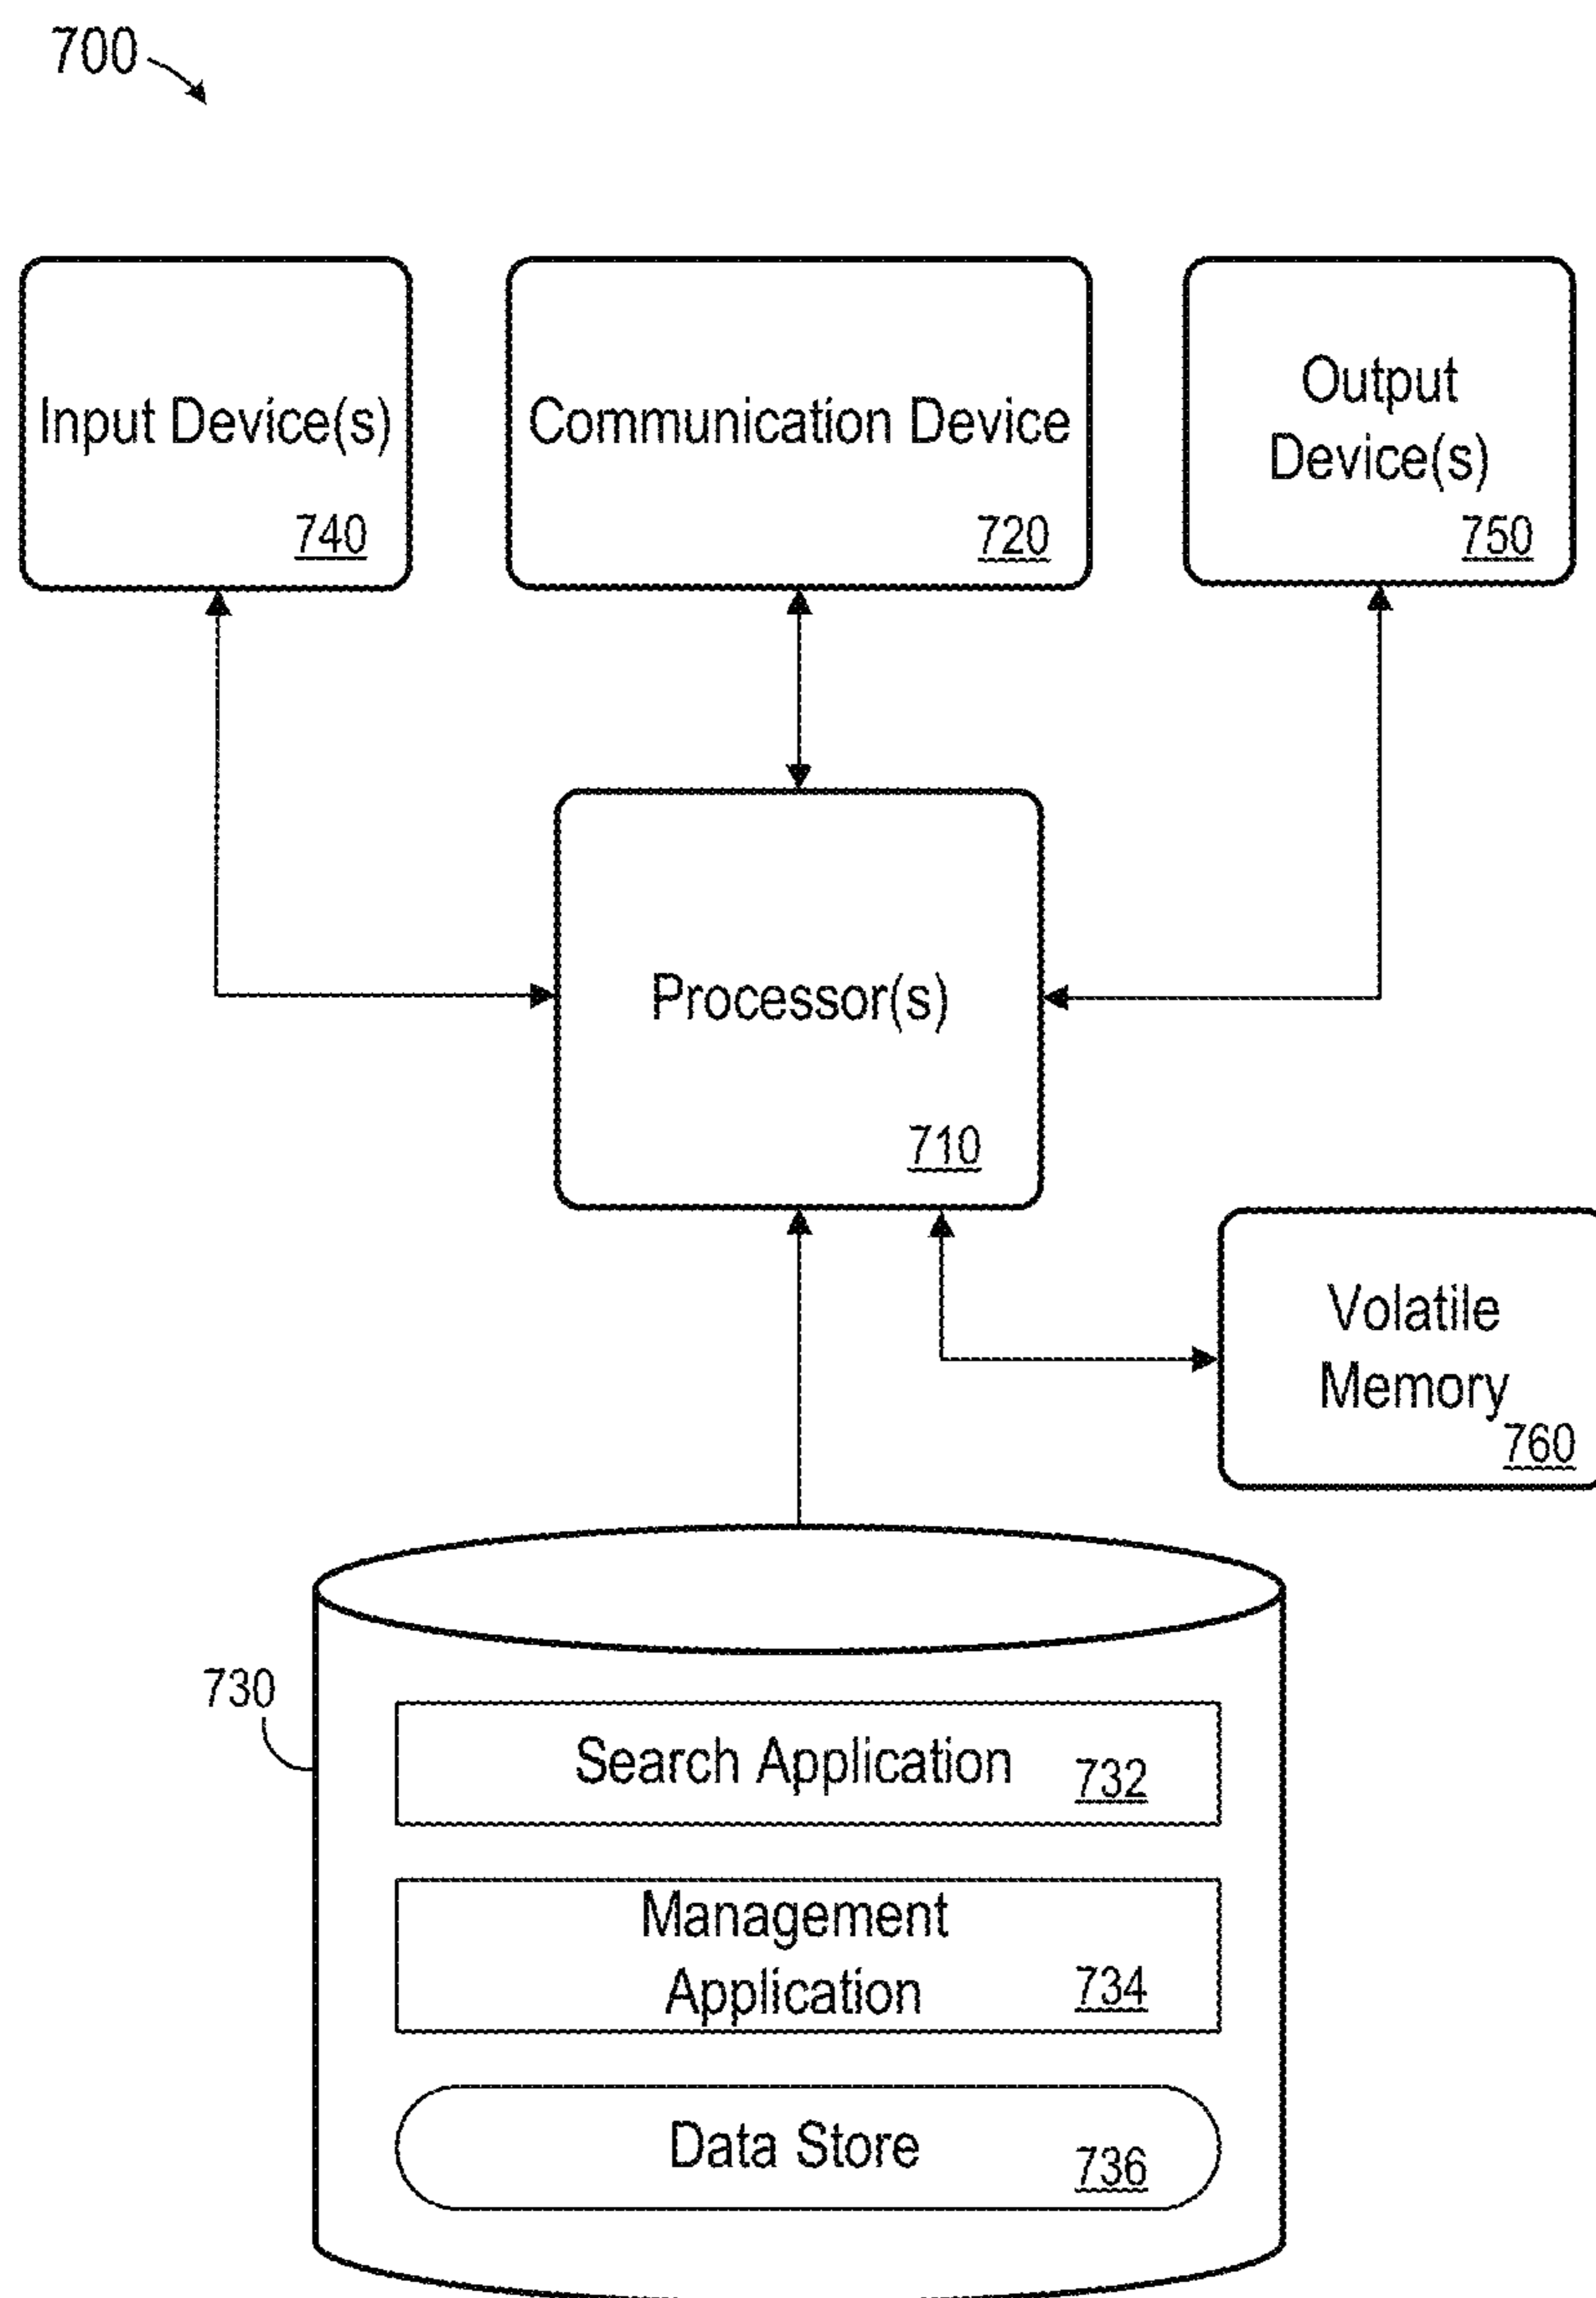 700
Input Device(s)
740
Communication Device
720
Output
Device(s)
750
Processor(s)
710
Volatile
Memory
760
730
Search Application
732
Management
Application
734
Data Store
736